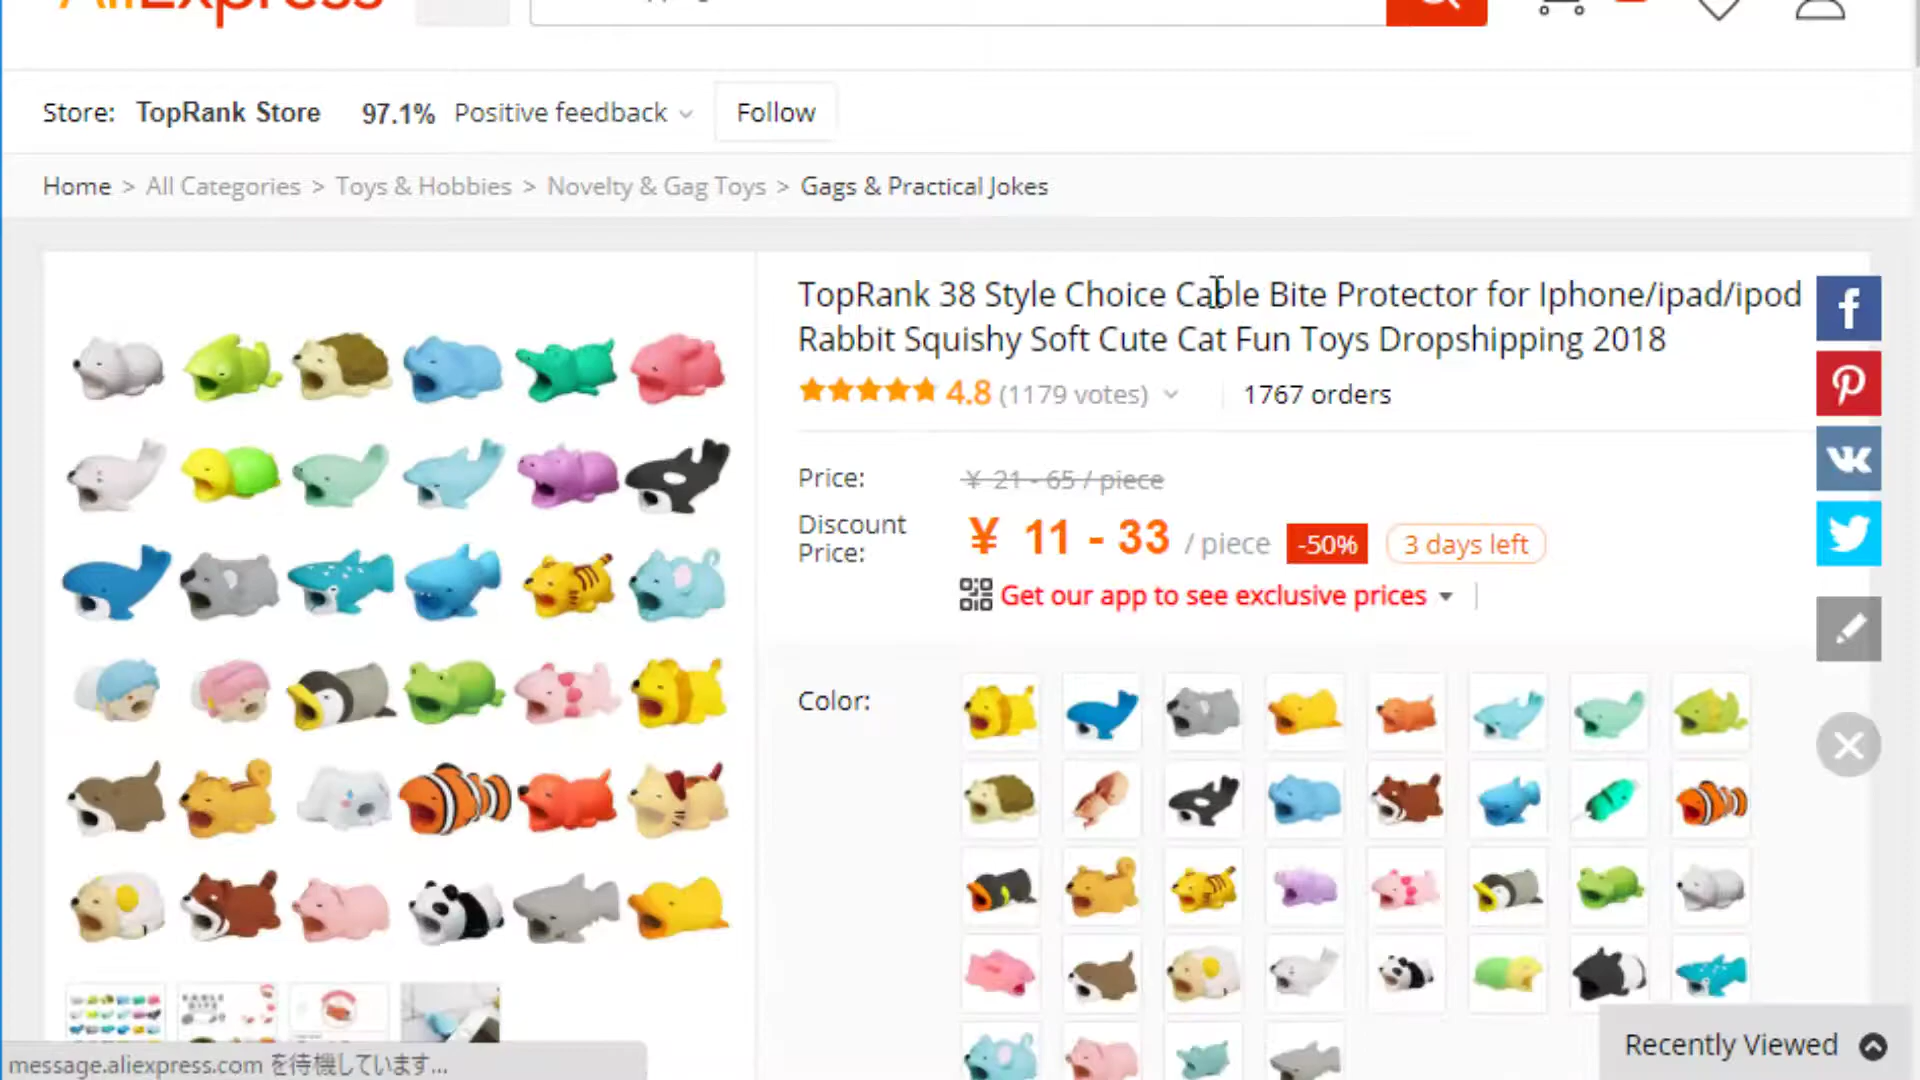 AliExpress
Store: TopRank Store 97.1% Positive feedback Follow
Home > All Categories > Toys & Hobbies > Novelty & Gag Toys > Gags & Practical Jokes
TopRank 38 Style Choice Cable Bite Protector for Iphone/ipad/ipod
Rabbit Squishy Soft Cute Cat Fun Toys Dropshipping 2018
4.8 (1179 votes) 1767 orders
Price: ¥ 21 - 65 / piece
Discount
Price:
¥ 11 - 33 / piece -50% 3 days left
Get our app to see exclusive prices
Color:
Recently Viewed
message.aliexpress.com を待機しています...